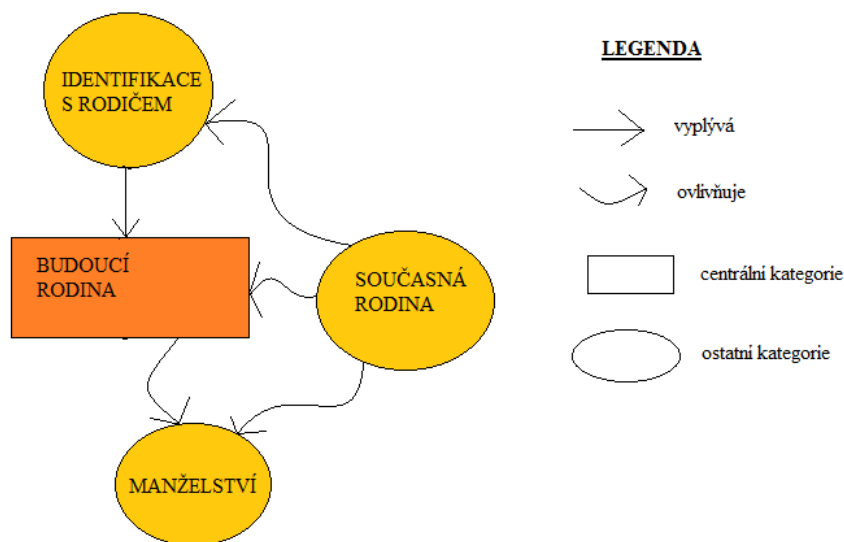 IDENTIFIKACE
S RODIČEM
BUDOUCÍ
RODINA
SOUČASNÁ
RODINA
MANŽELSTVÍ
LEGENDA
vyplývá
ovlivňuje
centrální kategorie
ostatní kategorie